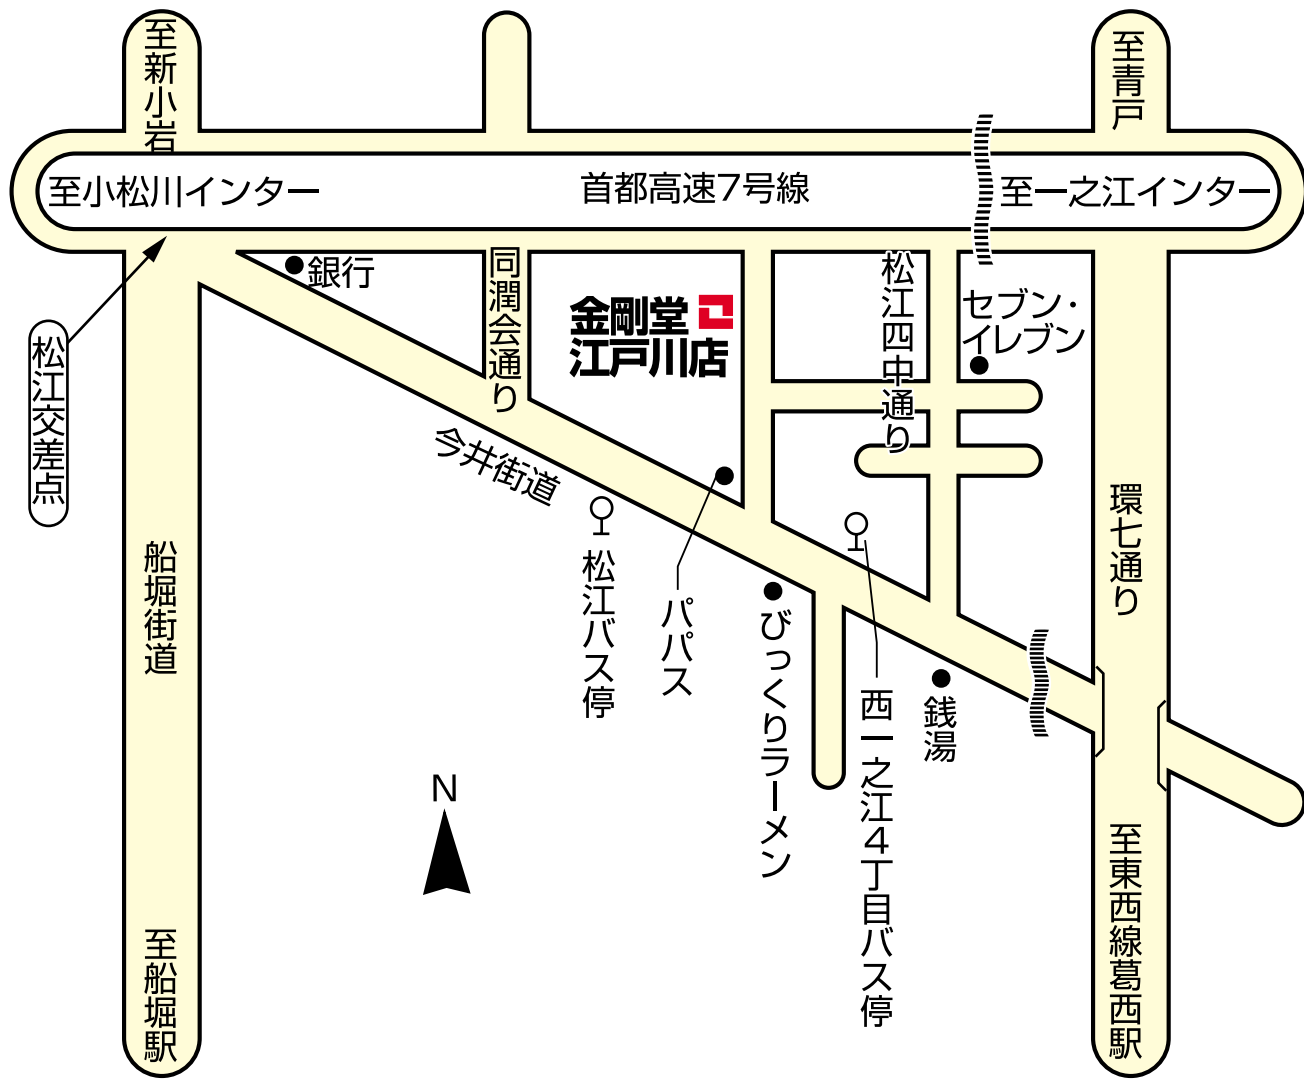 至新小岩
至青戸
至小松川インター
首都高速7号線
至一之江インター
銀行
同潤会通り
金剛堂
江戸川店
松江四中通り
セブン・
イレブン
松江交差点
今井街道
松江バス停
パパス
びっくりラーメン
西一之江4丁目バス停
銭湯
環七通り
船堀街道
N
至船堀駅
至東西線葛西駅